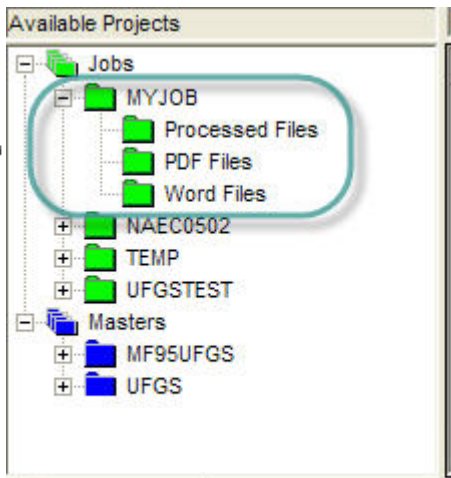 Available Projects
Jobs
MYJOB
Processed Files
PDF Files
Word Files
NAEC0502
TEMP
UFGSTEST
Masters
MF95UFGS
UFGS